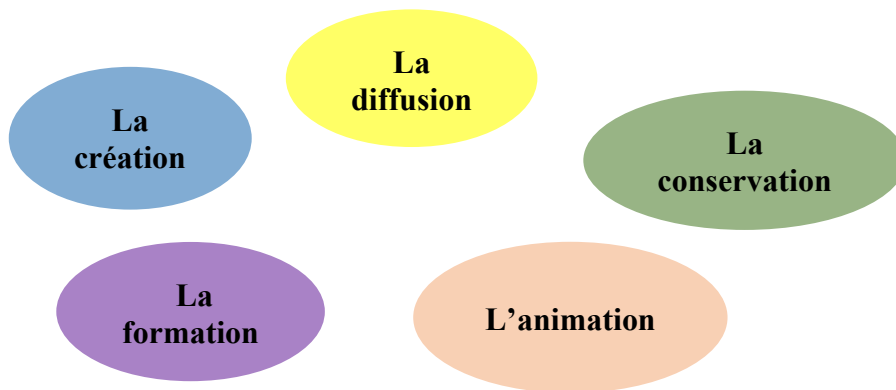 La
diffusion
La
création
La
conservation
La
formation
L’animation